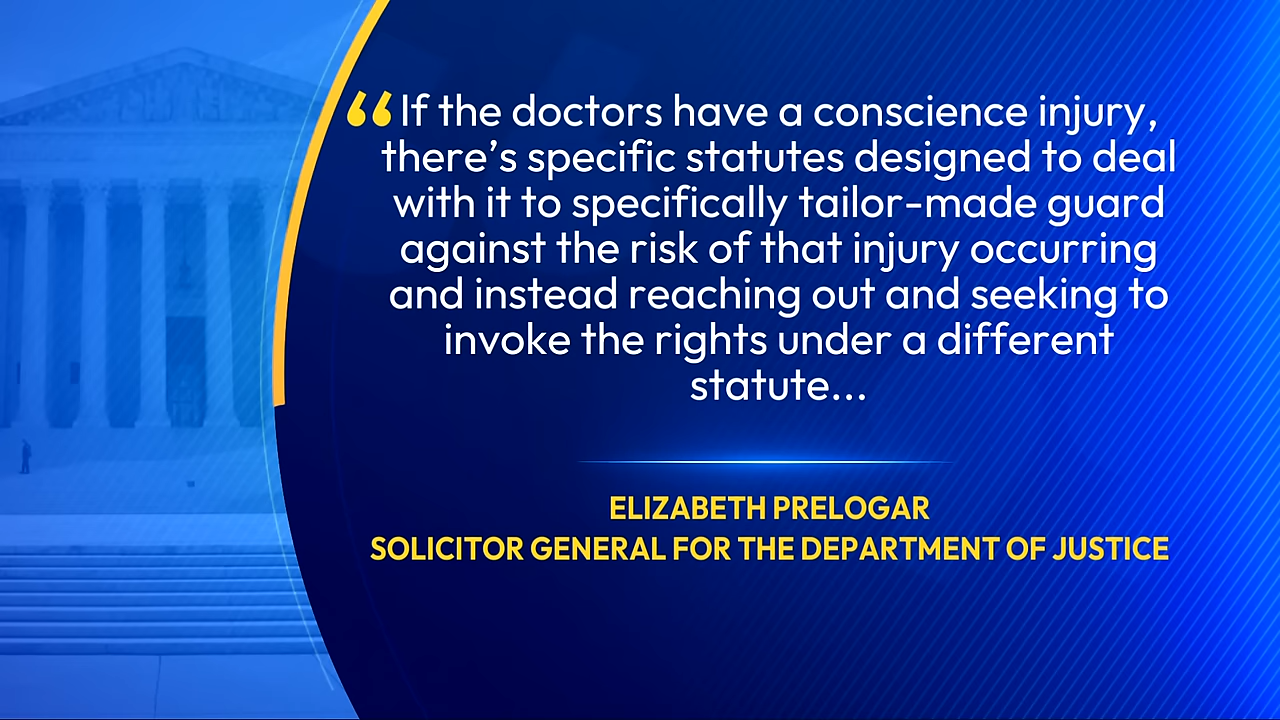 “If the doctors have a conscience injury,
there’s specific statutes designed to deal
with it to specifically tailor-made guard
against the risk of that injury occurring
and instead reaching out and seeking to
invoke the rights under a different
statute...
ELIZABETH PRELOGAR
SOLICITOR GENERAL FOR THE DEPARTMENT OF JUSTICE